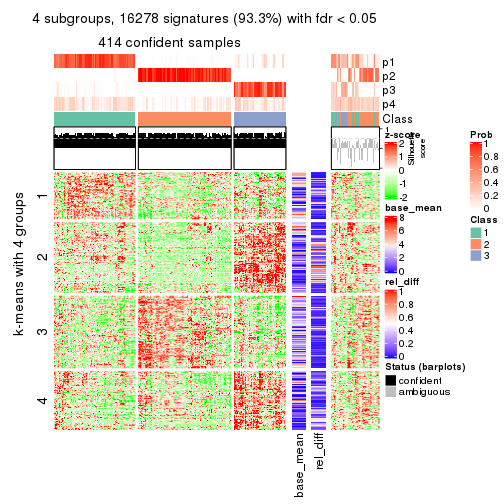 4 subgroups, 16278 signatures (93.3%) with fdr < 0.05
414 confident samples
p1
p2
p3
p4
Class
1
Silhouette
score
z-score
2
1
0
-1
-2
base_mean
8
6
4
2
0
rel_diff
1
0.8
0.6
0.4
0.2
0
Status (barplots)
confident
ambiguous
Prob
1
0.8
0.6
0.4
0.2
0
Class
1
2
3
k-means with 4 groups
1
2
3
4
base_mean
rel_diff